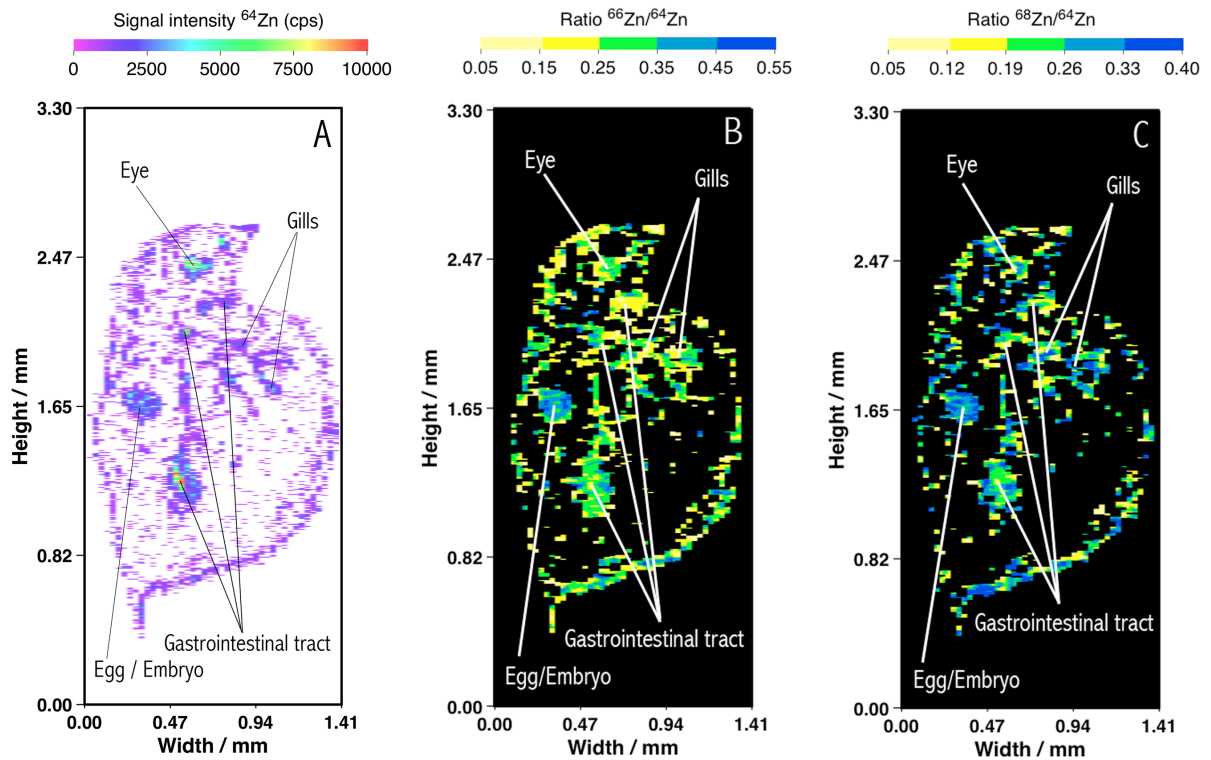 Signal intensity ⁶⁴Zn (cps)
0 2500 5000 7500 10000
3.30
2.47
1.65
0.82
0.00
Height / mm
A
Eye
Gills
Gastrointestinal tract
Egg / Embryo
0.00 0.47 0.94 1.41
Width / mm
Ratio ⁶⁶Zn/⁶⁴Zn
0.05 0.15 0.25 0.35 0.45 0.55
3.30
2.47
1.65
0.82
0.00
Height / mm
B
Eye
Gills
Gastrointestinal tract
Egg/Embryo
0.00 0.47 0.94 1.41
Width / mm
Ratio ⁶⁸Zn/⁶⁴Zn
0.05 0.12 0.19 0.26 0.33 0.40
3.30
2.47
1.65
0.82
0.00
Height / mm
C
Eye
Gills
Gastrointestinal tract
Egg/Embryo
0.00 0.47 0.94 1.41
Width / mm